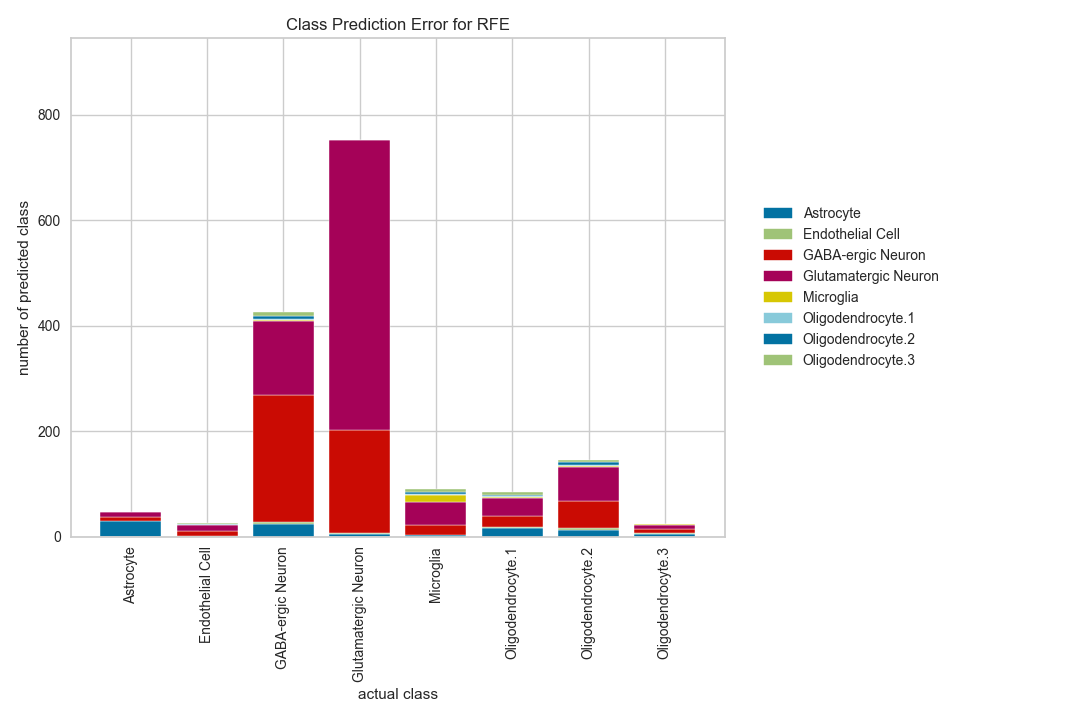 Class Prediction Error for RFE
number of predicted class
800
600
400
200
0
Astrocyte
Endothelial Cell
GABA-ergic Neuron
Glutamatergic Neuron
Microglia
Oligodendrocyte.1
Oligodendrocyte.2
Oligodendrocyte.3
actual class
Astrocyte
Endothelial Cell
GABA-ergic Neuron
Glutamatergic Neuron
Microglia
Oligodendrocyte.1
Oligodendrocyte.2
Oligodendrocyte.3